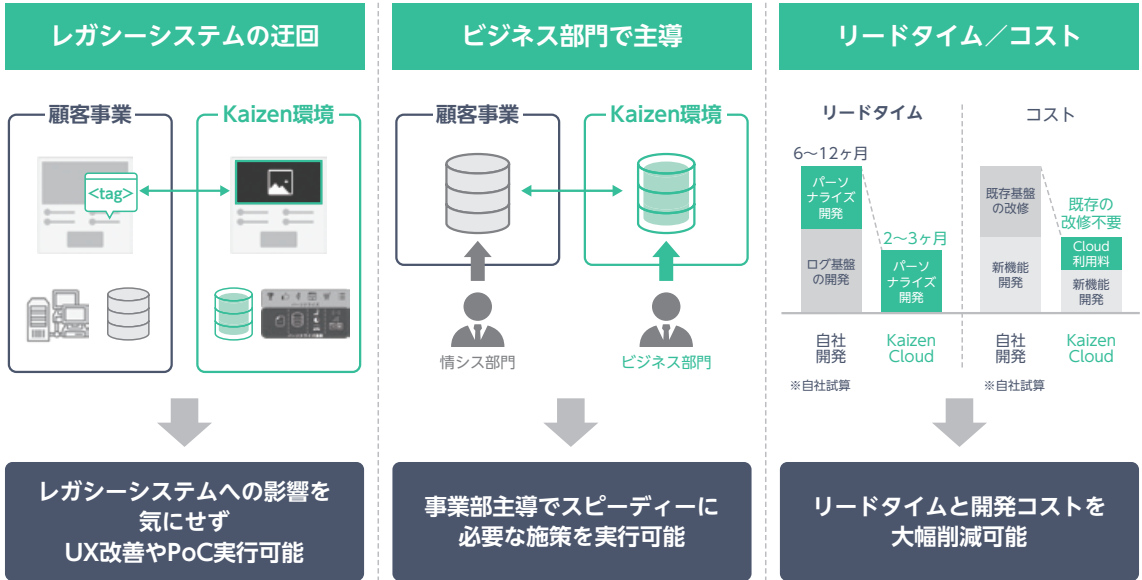 レガシーシステムの迂回
顧客事業
Kaizen環境
<tag>
レガシーシステムへの影響を
気にせず
UX改善やPoC実行可能
ビジネス部門で主導
顧客事業
Kaizen環境
情シス部門
ビジネス部門
事業部主導でスピーディーに
必要な施策を実行可能
リードタイム／コスト
リードタイム
6〜12ヶ月
パーソ
ナライズ
開発
ログ基盤
の開発
2〜3ヶ月
パーソ
ナライズ
開発
自社
開発
Kaizen
Cloud
※自社試算
コスト
既存基盤
の改修
新機能
開発
既存の
改修不要
Cloud
利用料
新機能
開発
自社
開発
Kaizen
Cloud
※自社試算
リードタイムと開発コストを
大幅削減可能